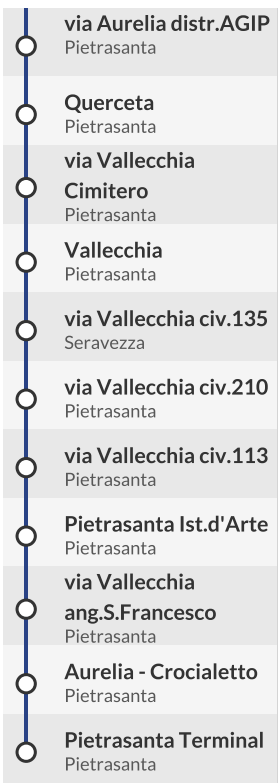 via Aurelia distr.AGIP
Pietrasanta
Querceta
Pietrasanta
via Vallecchia
Cimitero
Pietrasanta
Vallecchia
Pietrasanta
via Vallecchia civ.135
Seravezza
via Vallecchia civ.210
Pietrasanta
via Vallecchia civ.113
Pietrasanta
Pietrasanta Ist.d'Arte
Pietrasanta
via Vallecchia
ang.S.Francesco
Pietrasanta
Aurelia - Crocialetto
Pietrasanta
Pietrasanta Terminal
Pietrasanta